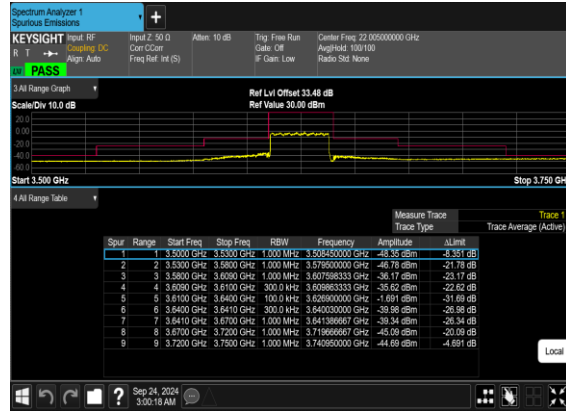 Spectrum Analyzer 1
Spurious Emissions
KEYSIGHT Input: RF Input Z: 50 Ω Atten: 10 dB Trig: Free Run Center Freq: 22.005000000 GHz
R T Coupling: DC Corr CCorr Gate: Off Avg|Hold: 100/100
Align: Auto Freq Ref: Int (S) IF Gain: Low Radio Std: None
LXI PASS
3 All Range Graph
Ref Lvl Offset 33.48 dB
Scale/Div 10.0 dB Ref Value 30.00 dBm
20.0
0.00
-20.0
-40.0
-60.0
Start 3.500 GHz Stop 3.750 GH
4 All Range Table
Measure Trace Trace 1
Trace Type Trace Average (Active)
Spur Range Start Freq Stop Freq RBW Frequency Amplitude ΔLimit
1 1 3.5000 GHz 3.5300 GHz 1.000 MHz 3.508450000 GHz -48.35 dBm -8.351 dB
2 2 3.5300 GHz 3.5800 GHz 1.000 MHz 3.579500000 GHz -46.78 dBm -21.78 dB
3 3 3.5800 GHz 3.6090 GHz 1.000 MHz 3.607598333 GHz -36.17 dBm -23.17 dB
4 4 3.6090 GHz 3.6100 GHz 300.0 kHz 3.609863333 GHz -35.62 dBm -22.62 dB
5 5 3.6100 GHz 3.6400 GHz 100.0 kHz 3.626900000 GHz -1.691 dBm -31.69 dB
6 6 3.6400 GHz 3.6410 GHz 300.0 kHz 3.640030000 GHz -39.98 dBm -26.98 dB
7 7 3.6410 GHz 3.6700 GHz 1.000 MHz 3.641386667 GHz -39.34 dBm -26.34 dB
8 8 3.6700 GHz 3.7200 GHz 1.000 MHz 3.719666667 GHz -45.09 dBm -20.09 dB
9 9 3.7200 GHz 3.7500 GHz 1.000 MHz 3.740950000 GHz -44.69 dBm -4.691 dB
Local
? Sep 24, 2024
3:00:18 AM